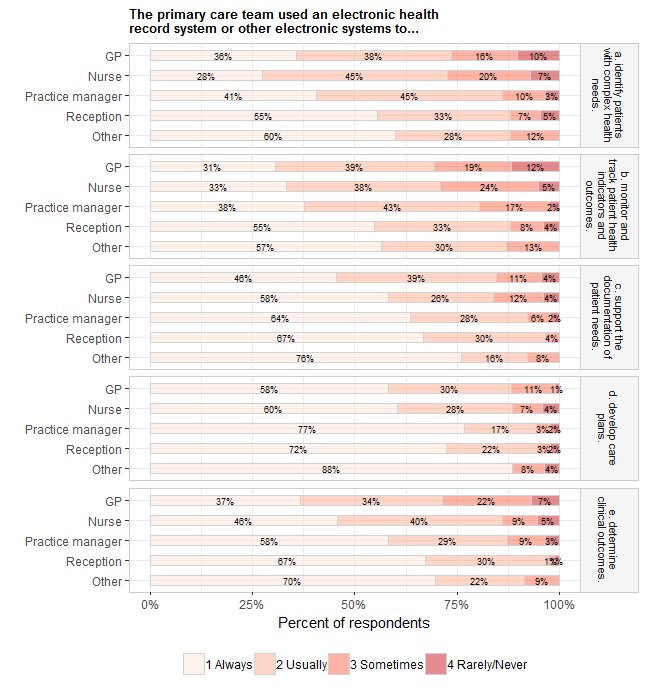 The primary care team used an electronic health
record system or other electronic systems to...
GP 36% 38% 16% 10%
Nurse 28% 45% 20% 7%
Practice manager 41% 45% 10% 3%
Reception 55% 33% 7% 5%
Other 60% 28% 12%
a. identify patients
with complex health
needs.
GP 31% 39% 19% 12%
Nurse 33% 38% 24% 5%
Practice manager 38% 43% 17% 2%
Reception 55% 33% 8% 4%
Other 57% 30% 13%
b. monitor and
track patient health
indicators and
outcomes.
GP 46% 39% 11% 4%
Nurse 58% 26% 12% 4%
Practice manager 64% 28% 6% 2%
Reception 67% 30% 4%
Other 76% 16% 8%
c. support the
documentation of
patient needs.
GP 58% 30% 11% 1%
Nurse 60% 28% 7% 4%
Practice manager 77% 17% 3% 2%
Reception 72% 22% 3% 2%
Other 88% 8% 4%
d. develop care
plans.
GP 37% 34% 22% 7%
Nurse 46% 40% 9% 5%
Practice manager 58% 29% 9% 3%
Reception 67% 30% 1%
Other 70% 22% 9%
e. determine
clinical outcomes.
0% 25% 50% 75% 100%
Percent of respondents
1 Always 2 Usually 3 Sometimes 4 Rarely/Never